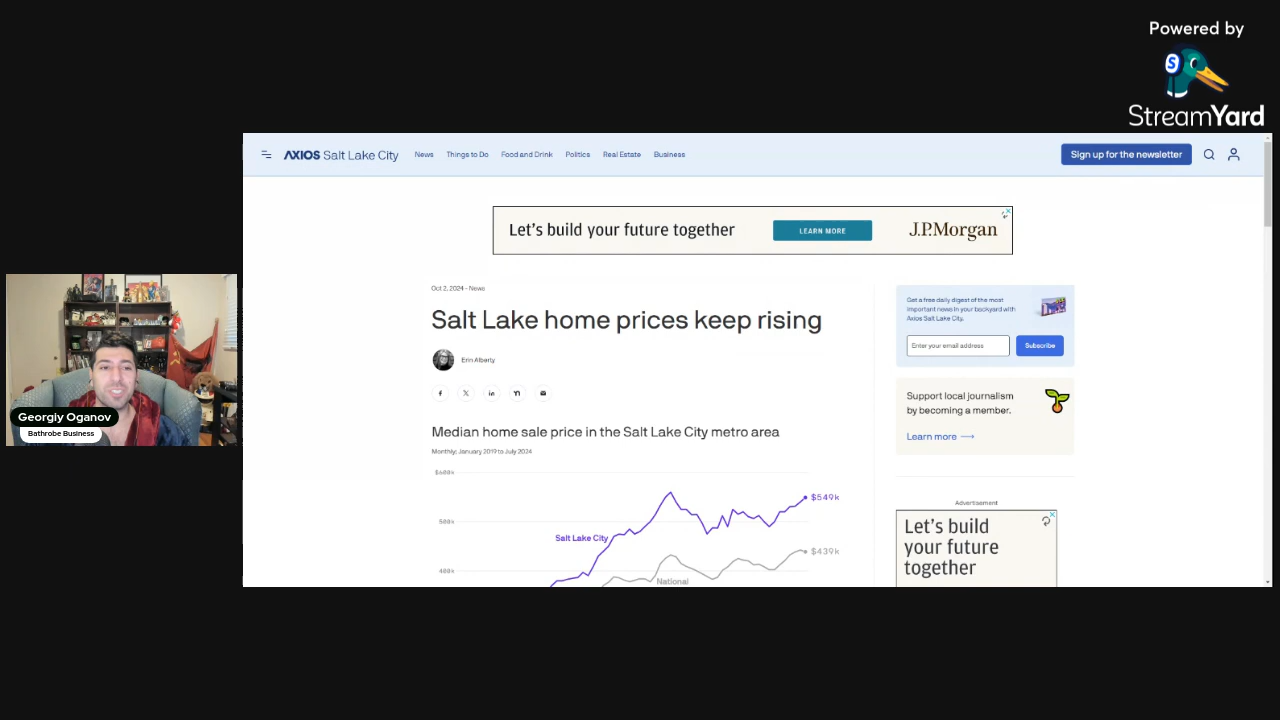 Powered by
S
StreamYard
AXIOS Salt Lake City News Things to Do Food and Drink Politics Real Estate Business Sign up for the newsletter
Let's build your future together LEARN MORE J.P.Morgan
Oct 2, 2024 - News
Salt Lake home prices keep rising
Erin Alberty
Median home sale price in the Salt Lake City metro area
Monthly; January 2019 to July 2024
$600k
$549k
500k
Salt Lake City
$439k
400k
National
Get a free daily digest of the most
important news in your backyard with
Axios Salt Lake City.
Enter your email address Subscribe
Support local journalism
by becoming a member.
Learn more
Advertisement
Let's build
your future
together
Georgiy Oganov
Bathrobe Business